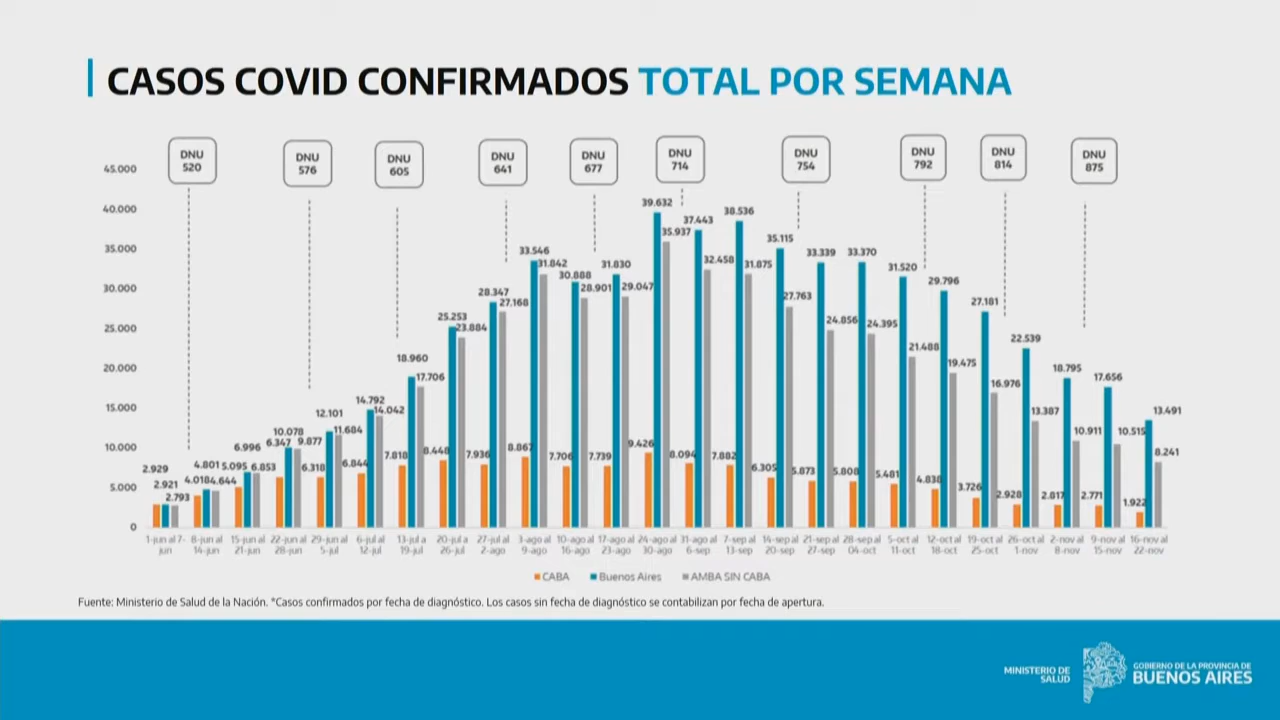 CASOS COVID CONFIRMADOS TOTAL POR SEMANA
DNU 520
DNU 576
DNU 605
DNU 641
DNU 677
DNU 714
DNU 754
DNU 792
DNU 814
DNU 875
45.000
40.000
35.000
30.000
25.000
20.000
15.000
10.000
5.000
0
2.929 2.921 2.793
4.018 4.801 4.644
5.095 6.996 6.853
6.347 10.078 9.877
6.318 12.101 11.684
6.844 14.792 14.042
7.818 18.960 17.706
8.448 25.253 23.884
7.936 28.347 27.168
8.867 33.546 31.842
7.706 30.888 28.901
7.739 31.830 29.047
9.426 39.632 35.937
8.094 37.443 32.458
7.882 38.536 31.875
6.305 35.115 27.763
5.873 33.339 24.856
5.808 33.370 24.395
5.481 31.520 21.488
4.838 29.796 19.475
3.726 27.181 16.976
2.928 22.539 13.387
2.817 18.795 10.911
2.771 17.656 10.515
1.922 13.491 8.241
1-jun al 7-jun
8-jun al 14-jun
15-jun al 21-jun
22-jun al 28-jun
29-jun al 5-jul
6-jul al 12-jul
13-jul a 19-jul
20-jul a 26-jul
27-jul al 2-ago
3-ago al 9-ago
10-ago al 16-ago
17-ago al 23-ago
24-ago al 30-ago
31-ago al 6-sep
7-sep al 13-sep
14-sep al 20-sep
21-sep al 27-sep
28-sep al 04-oct
5-oct al 11-oct
12-oct al 18-oct
19-oct al 25-oct
26-oct al 1-nov
2-nov al 8-nov
9-nov al 15-nov
16-nov al 22-nov
CABA Buenos Aires AMBA SIN CABA
Fuente: Ministerio de Salud de la Nación. *Casos confirmados por fecha de diagnóstico. Los casos sin fecha de diagnóstico se contabilizan por fecha de apertura.
MINISTERIO DE
SALUD
GOBIERNO DE LA PROVINCIA DE
BUENOS AIRES